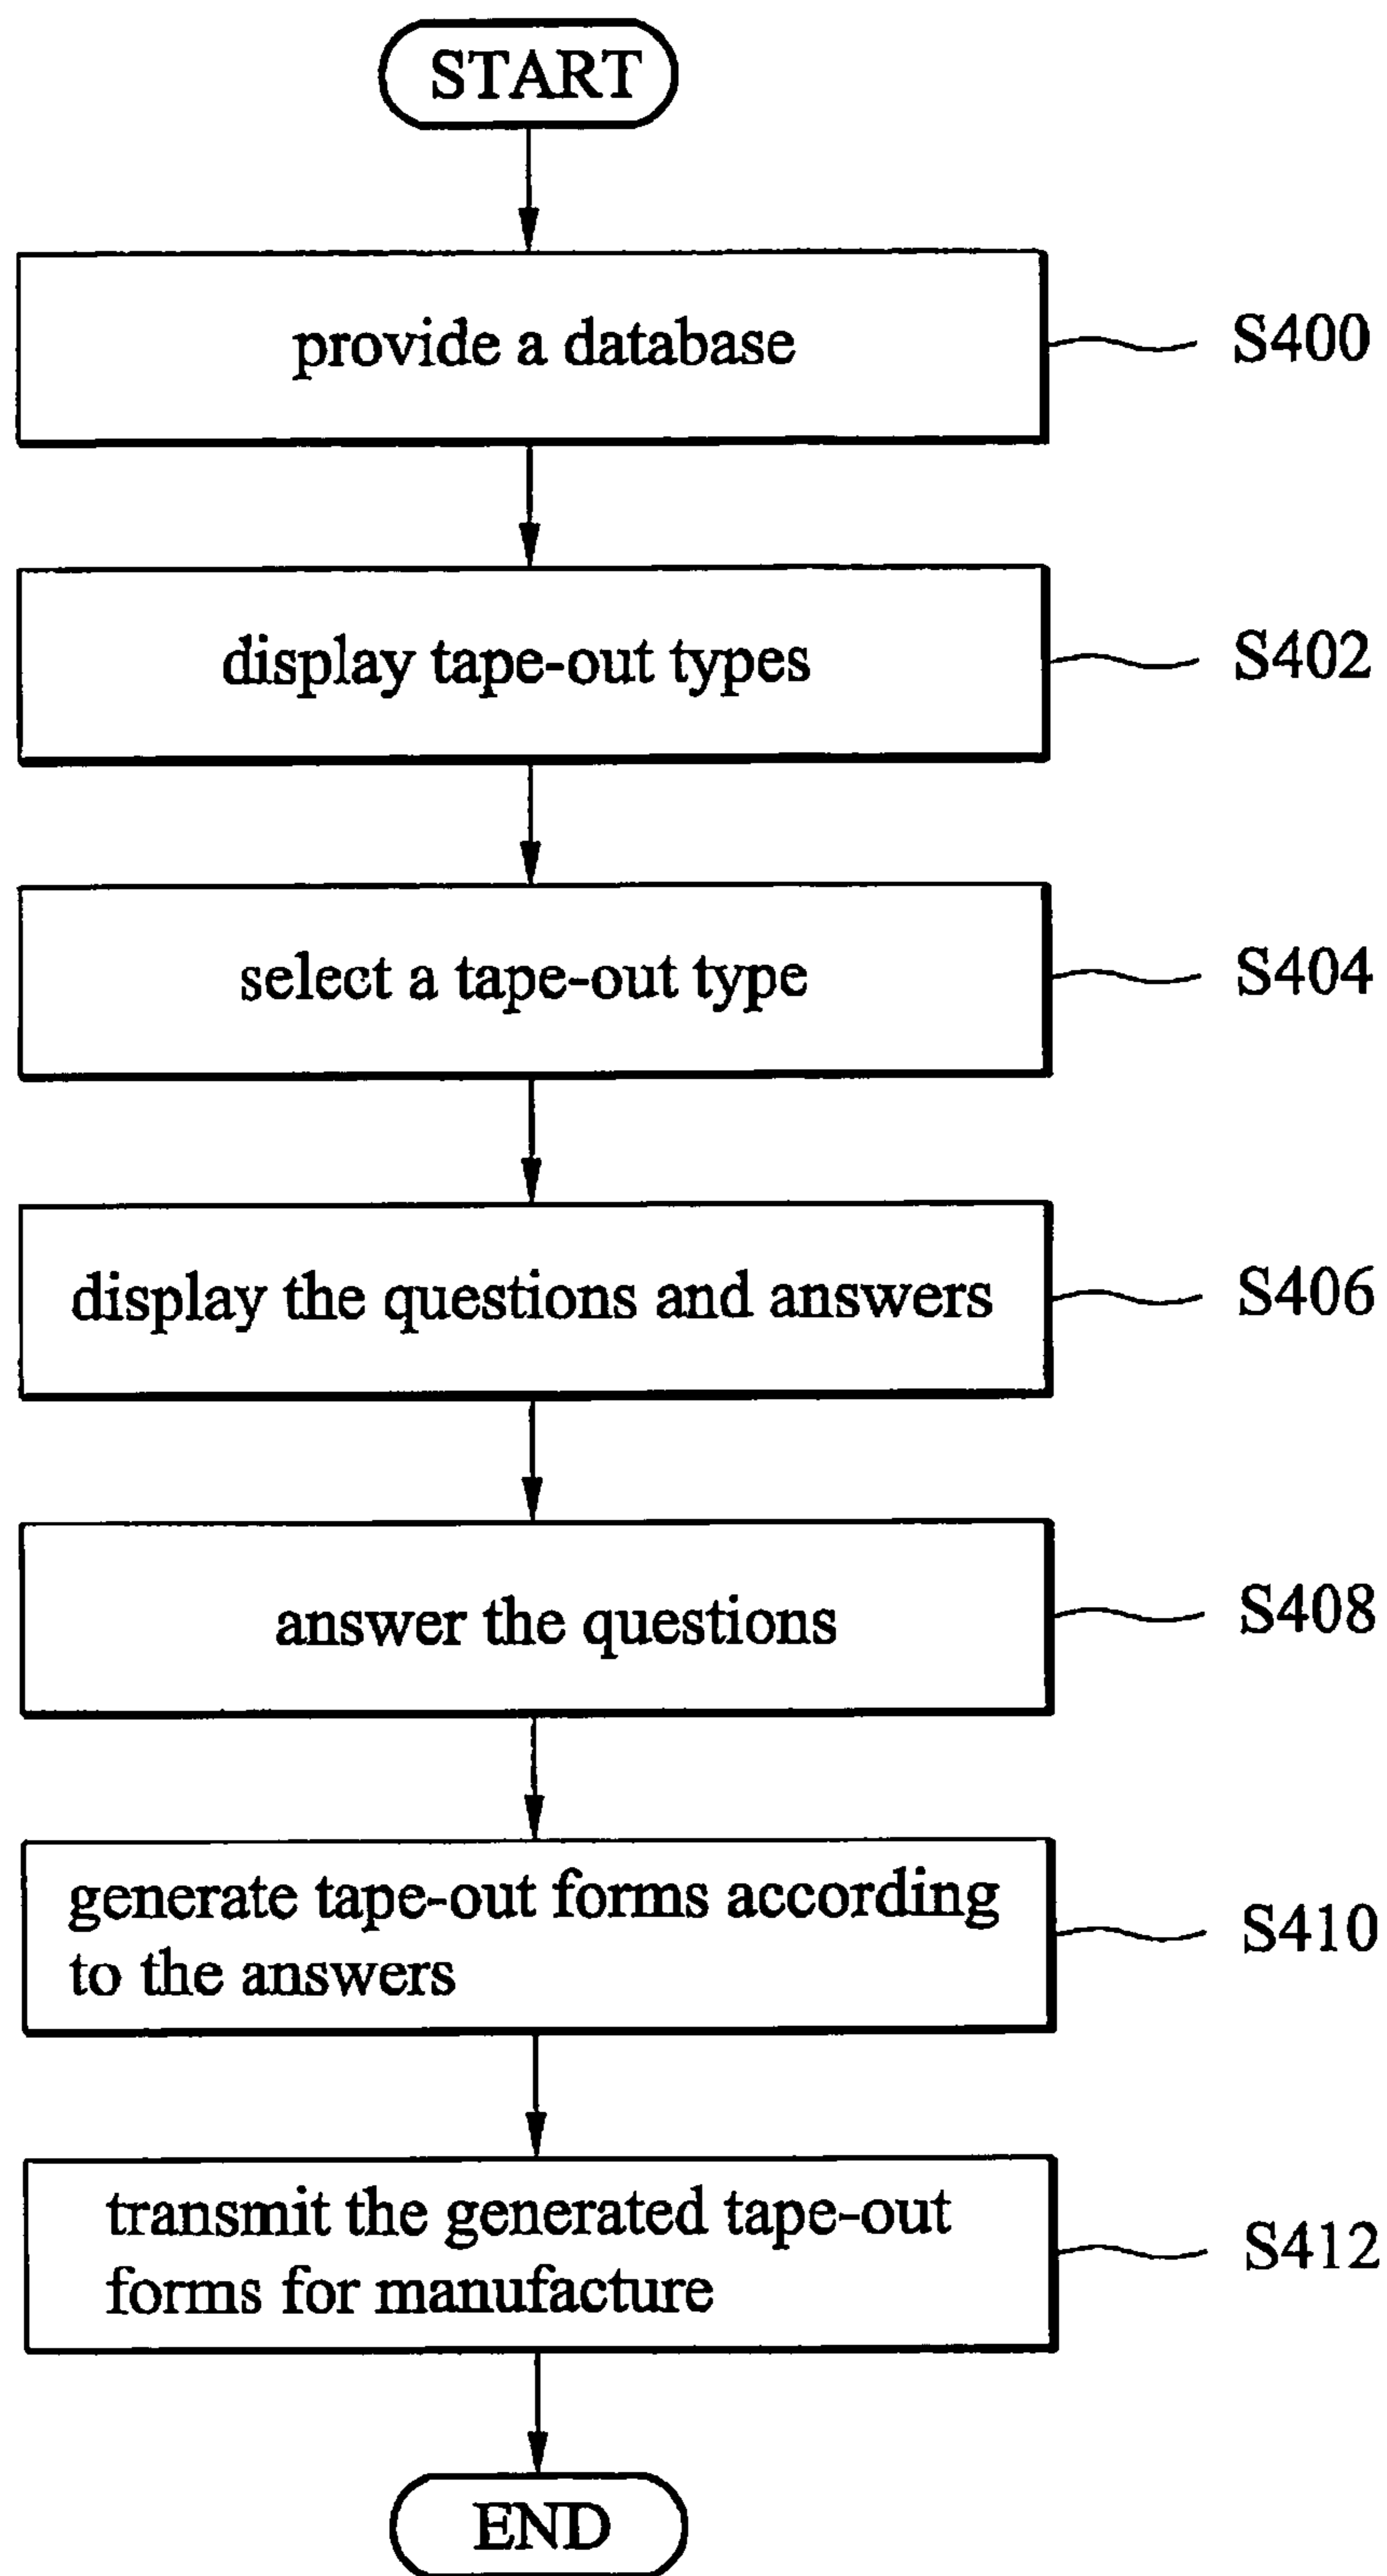 START
provide a database
S400
display tape-out types
S402
select a tape-out type
S404
display the questions and answers
S406
answer the questions
S408
generate tape-out forms according
to the answers
S410
transmit the generated tape-out
forms for manufacture
S412
END